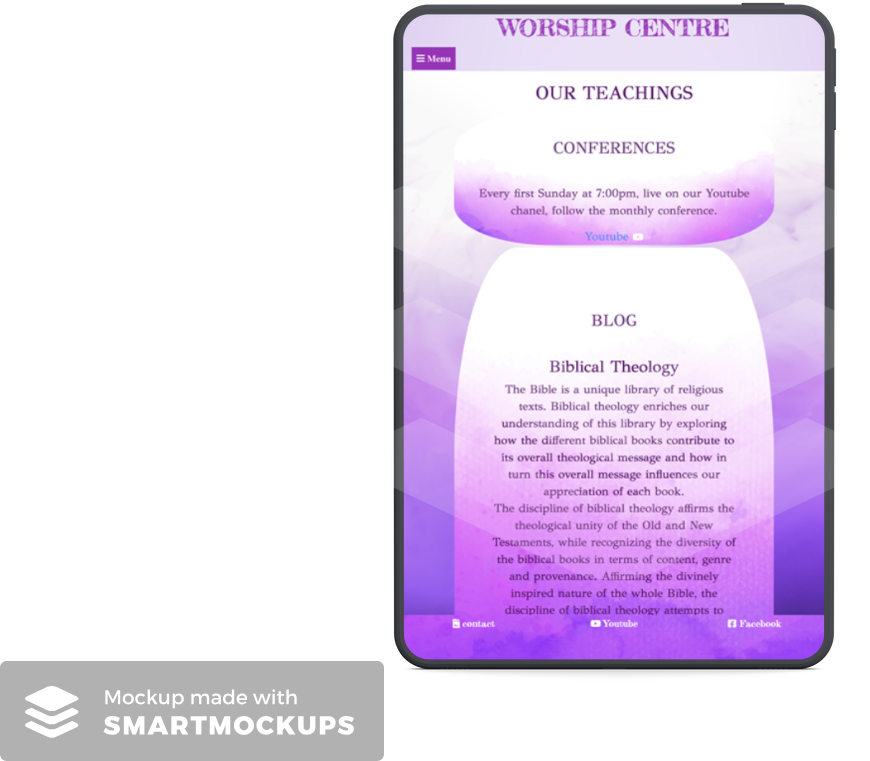 WORSHIP CENTRE
Menu
OUR TEACHINGS
CONFERENCES
Every first Sunday at 7:00pm, live on our Youtube
chanel, follow the monthly conference.
Youtube
BLOG
Biblical Theology
The Bible is a unique library of religious
texts. Biblical theology enriches our
understanding of this library by exploring
how the different biblical books contribute to
its overall theological message and how in
turn this overall message influences our
appreciation of each book.
The discipline of biblical theology affirms the
theological unity of the Old and New
Testaments, while recognizing the diversity of
the biblical books in terms of content, genre
and provenance. Affirming the divinely
inspired nature of the whole Bible, the
discipline of biblical theology attempts to
contact Youtube Facebook
Mockup made with
SMARTMOCKUPS